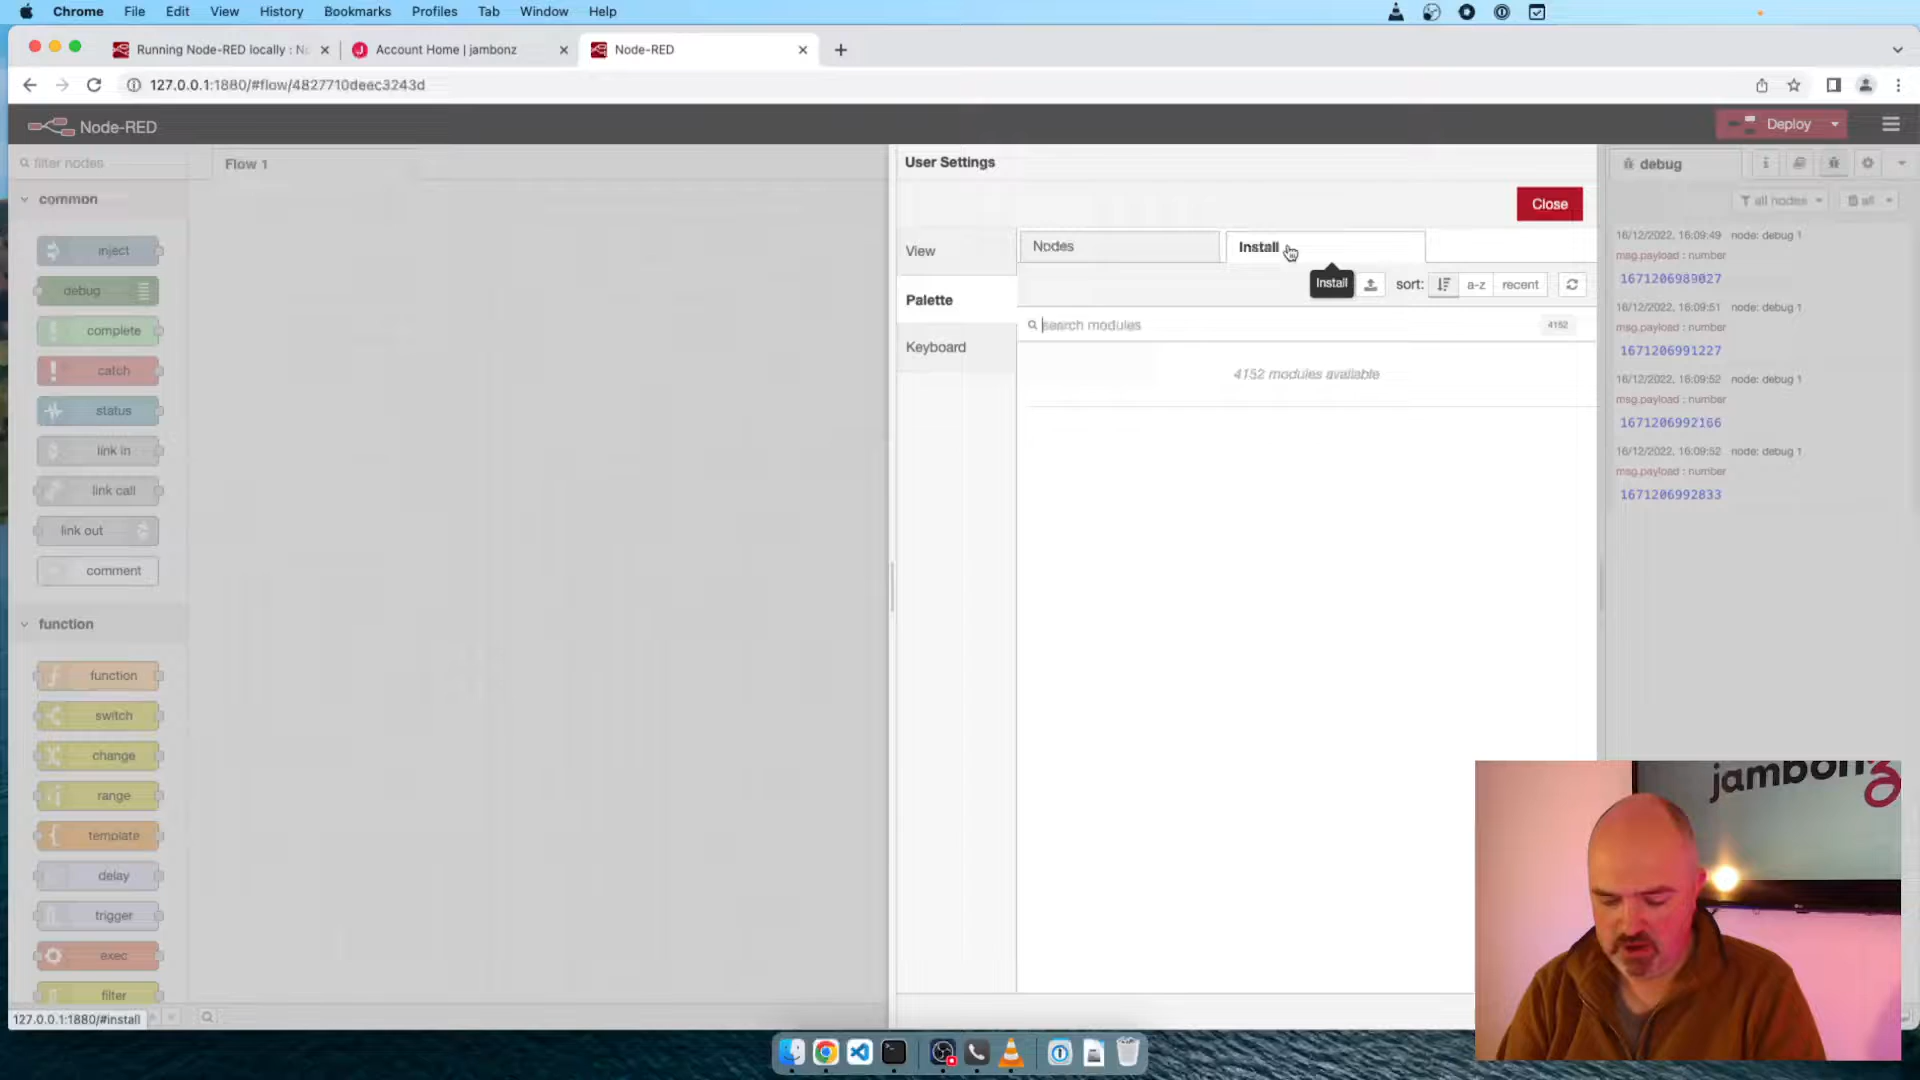 Chrome File Edit View History Bookmarks Profiles Tab Window Help
Running Node-RED locally : No
Account Home | jambonz
Node-RED
127.0.0.1:1880/#flow/4827710deec3243d
Node-RED
Deploy
filter nodes
Flow 1
User Settings
debug
Close
all nodes
all
common
inject
debug
complete
catch
status
link in
link call
link out
comment
function
function
switch
change
range
template
delay
trigger
exec
filter
View
Palette
Keyboard
Nodes
Install
Install
sort:
a-z
recent
search modules
4152
4152 modules available
16/12/2022, 16:09:49 node: debug 1
msg.payload : number
1671206989027
16/12/2022, 16:09:51 node: debug 1
msg.payload : number
1671206991227
16/12/2022, 16:09:52 node: debug 1
msg.payload : number
1671206992166
16/12/2022, 16:09:52 node: debug 1
msg.payload : number
1671206992833
jambonz
127.0.0.1:1880/#install